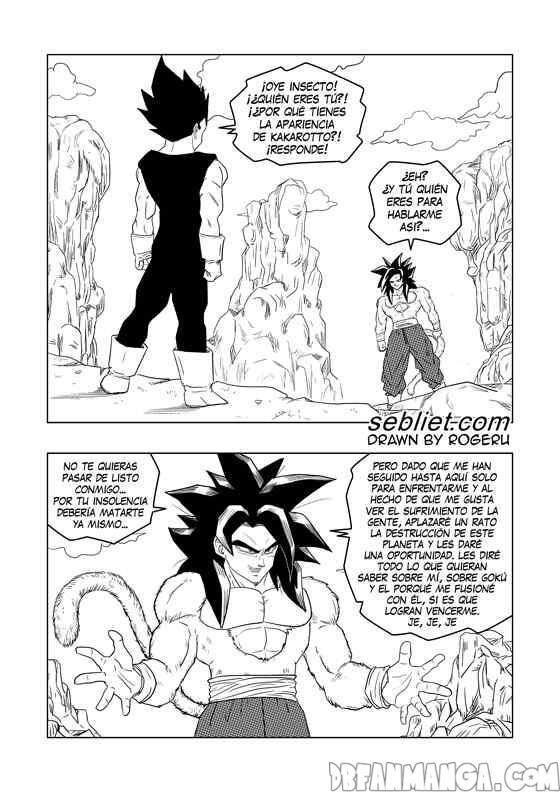 ¡OYE INSECTO!
¡¿QUIÉN ERES TÚ?!
¡¿POR QUÉ TIENES
LA APARIENCIA
DE KAKAROTTO?!
¡RESPONDE!
¿EH?
¿Y TÚ QUIÉN
ERES PARA
HABLARME
ASI?...
sebliet.com
DRAWN BY ROGERU
NO TE QUIERAS
PASAR DE LISTO
CONMIGO...
POR TU INSOLENCIA
DEBERÍA MATARTE
YA MISMO...
PERO DADO QUE ME HAN
SEGUIDO HASTA AQUÍ SOLO
PARA ENFRENTARME Y AL
HECHO DE QUE ME GUSTA
VER EL SUFRIMIENTO DE LA
GENTE, APLAZARÉ UN RATO
LA DESTRUCCIÓN DE ESTE
PLANETA Y LES DARÉ
UNA OPORTUNIDAD. LES DIRÉ
TODO LO QUE QUIERAN
SABER SOBRE MÍ, SOBRE GOKÚ
Y EL PORQUÉ ME FUSIONÉ
CON ÉL, SI ES QUE
LOGRAN VENCERME.
JE, JE, JE
DBFANMANGA.COM